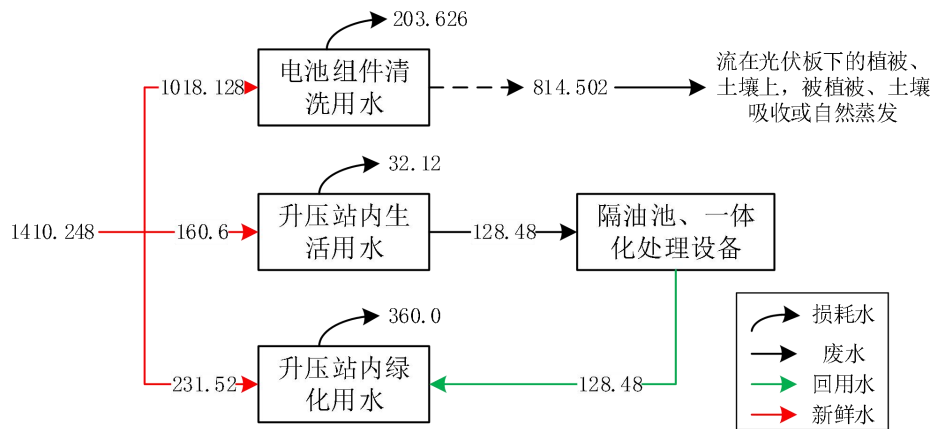 203.626
电池组件清
洗用水
1018.128
814.502
流在光伏板下的植被、
土壤上，被植被、土壤
吸收或自然蒸发
32.12
1410.248
160.6
升压站内生
活用水
128.48
隔油池、一体
化处理设备
360.0
231.52
升压站内绿
化用水
128.48
损耗水
废水
回用水
新鲜水